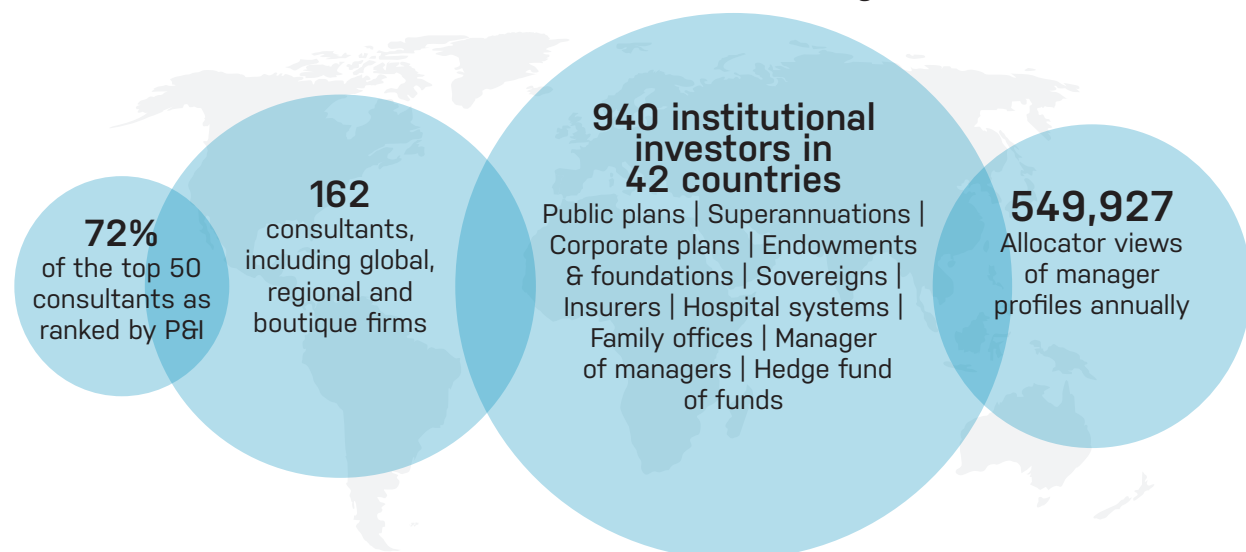 72%
of the top 50
consultants as
ranked by P&I
162
consultants,
including global,
regional and
boutique firms
940 institutional
investors in
42 countries
Public plans | Superannuations |
Corporate plans | Endowments
& foundations | Sovereigns |
Insurers | Hospital systems |
Family offices | Manager
of managers | Hedge fund
of funds
549,927
Allocator views
of manager
profiles annually